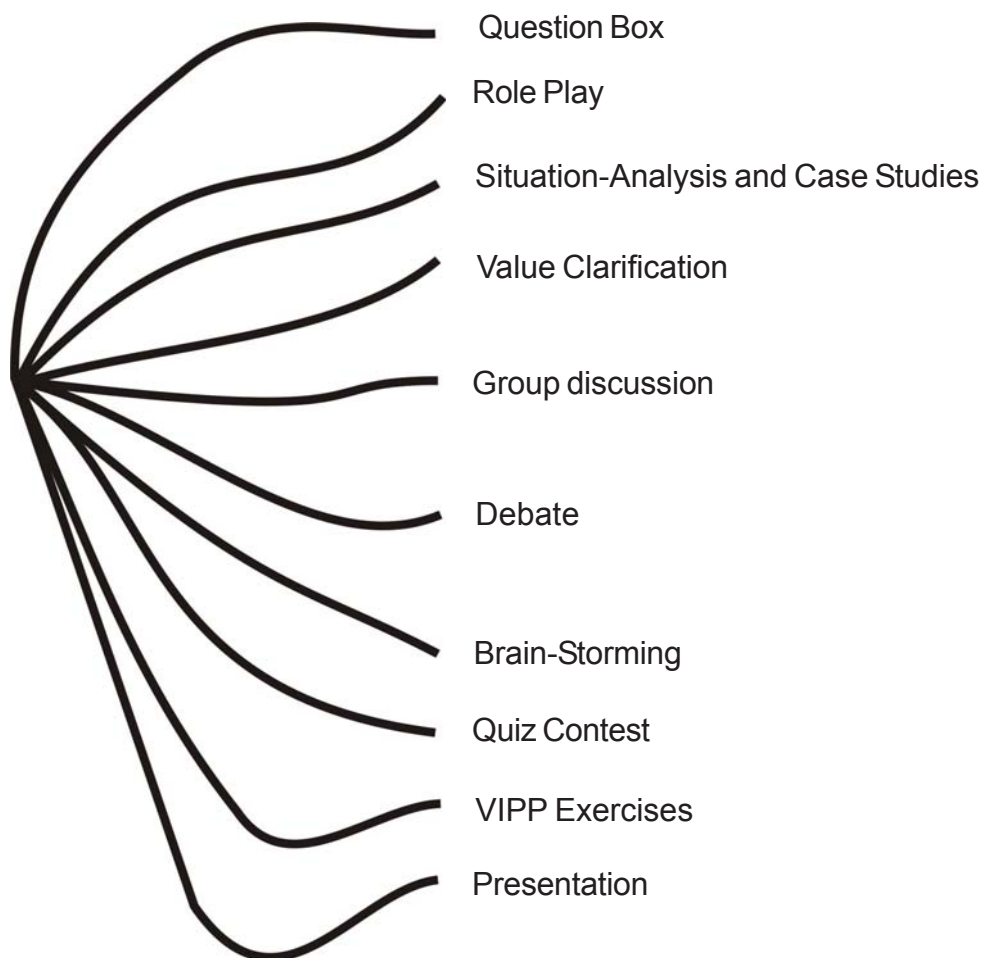 Question Box
Role Play
Situation-Analysis and Case Studies
Value Clarification
Group discussion
Debate
Brain-Storming
Quiz Contest
VIPP Exercises
Presentation